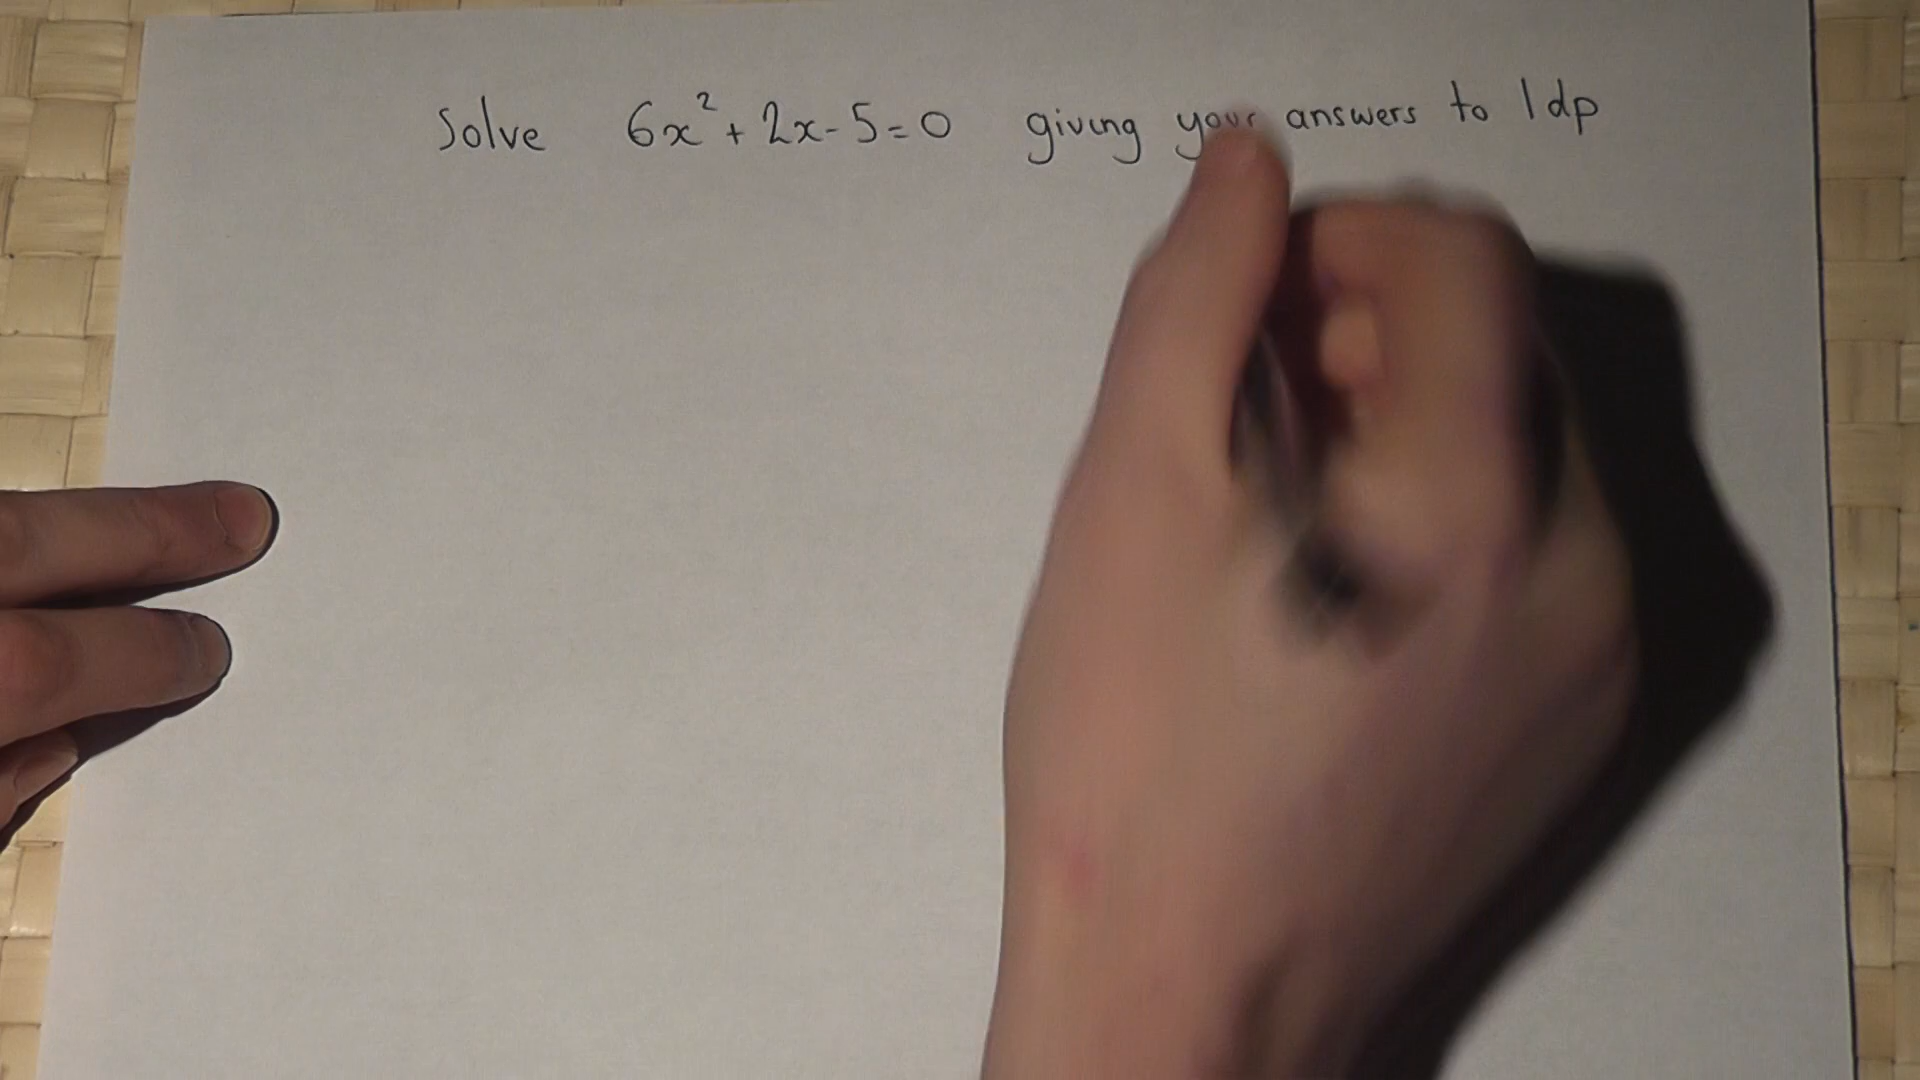 Solve 6x² + 2x - 5 = 0 giving your answers to 1dp